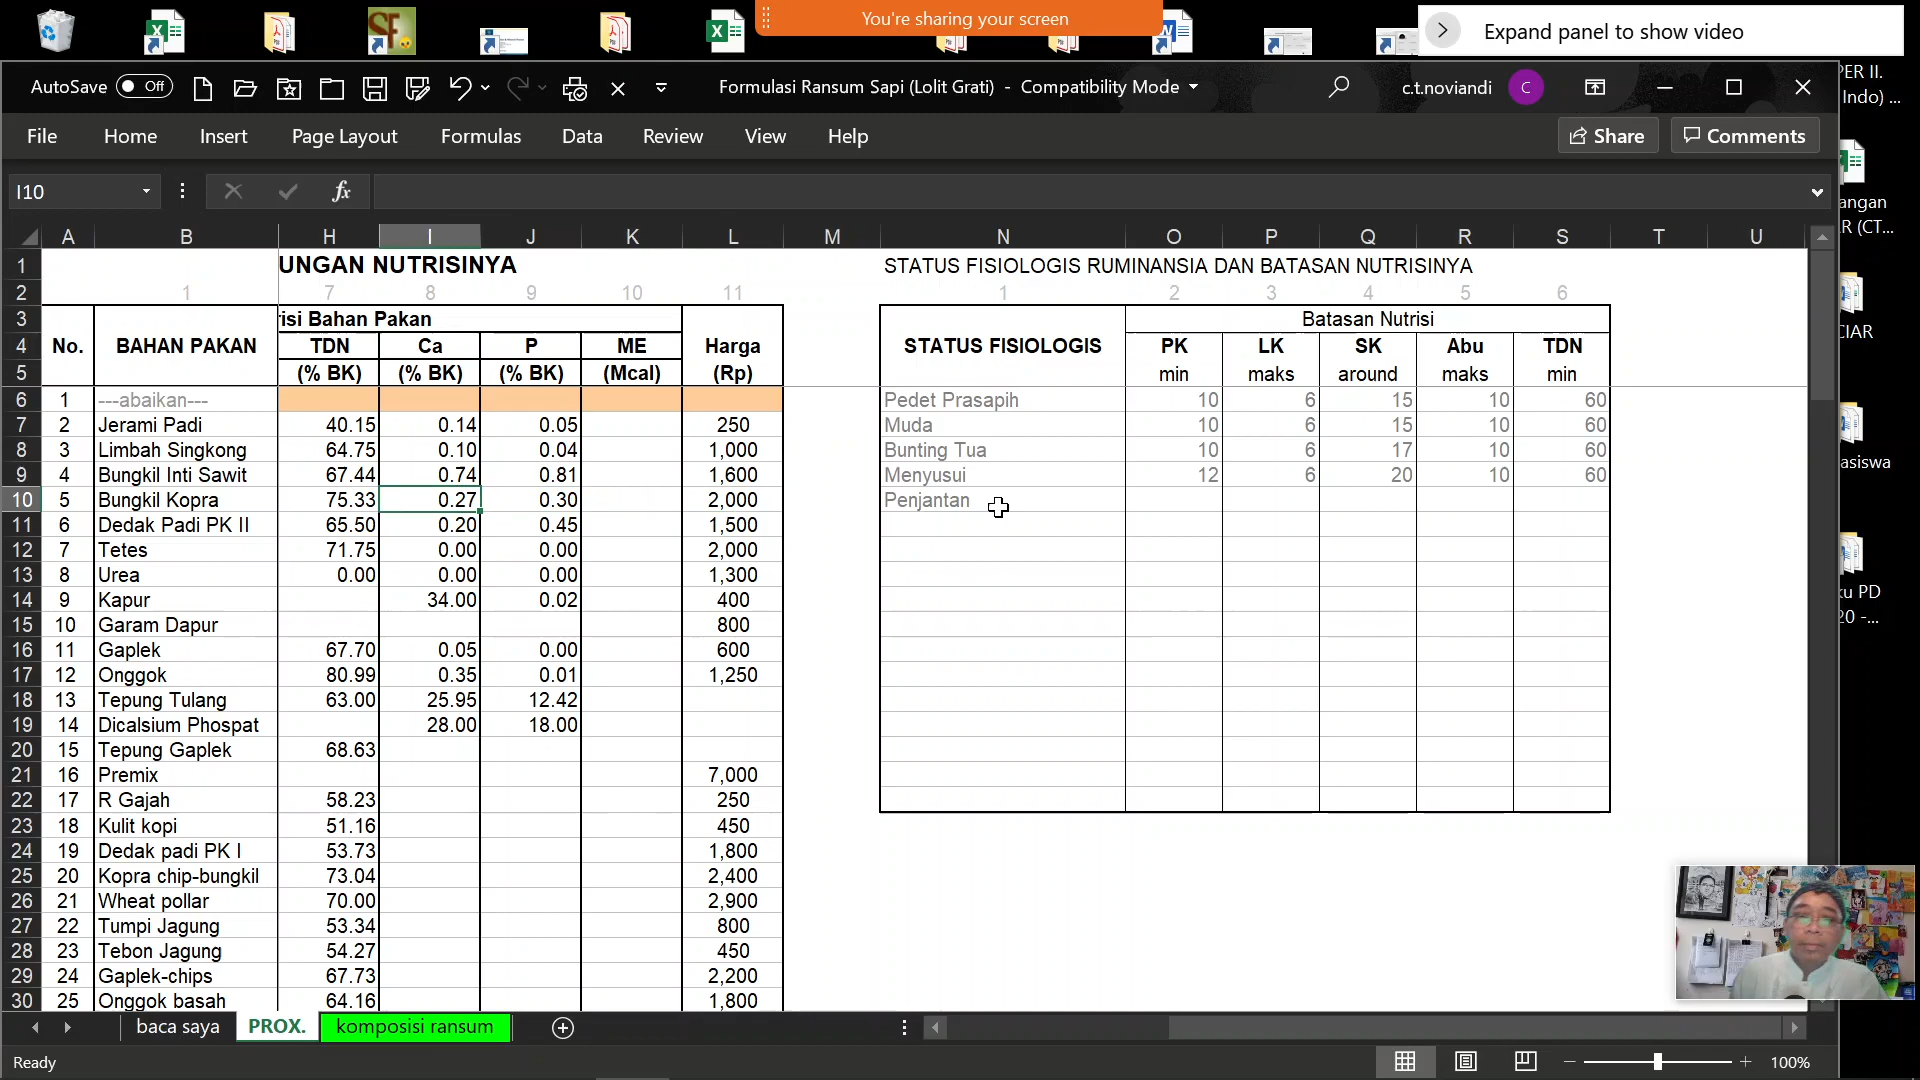 You're sharing your screen
Expand panel to show video
PER II.
Indo) ...
AutoSave Off
Formulasi Ransum Sapi (Lolit Grati) - Compatibility Mode
c.t.noviandi C
File Home Insert Page Layout Formulas Data Review View Help
Share Comments
I10
fx
angan
R (CT...
A B H I J K L M N O P Q R S T U
1 UNGAN NUTRISINYA STATUS FISIOLOGIS RUMINANSIA DAN BATASAN NUTRISINYA
2 1 7 8 9 10 11 1 2 3 4 5 6
3 isi Bahan Pakan Batasan Nutrisi
4 No. BAHAN PAKAN TDN Ca P ME Harga STATUS FISIOLOGIS PK LK SK Abu TDN
5 (% BK) (% BK) (% BK) (Mcal) (Rp) min maks around maks min
6 1 ---abaikan--- Pedet Prasapih 10 6 15 10 60
7 2 Jerami Padi 40.15 0.14 0.05 250 Muda 10 6 15 10 60
8 3 Limbah Singkong 64.75 0.10 0.04 1,000 Bunting Tua 10 6 17 10 60
9 4 Bungkil Inti Sawit 67.44 0.74 0.81 1,600 Menyusui 12 6 20 10 60
10 5 Bungkil Kopra 75.33 0.27 0.30 2,000 Penjantan
11 6 Dedak Padi PK II 65.50 0.20 0.45 1,500
12 7 Tetes 71.75 0.00 0.00 2,000
13 8 Urea 0.00 0.00 0.00 1,300
14 9 Kapur 34.00 0.02 400
15 10 Garam Dapur 800
16 11 Gaplek 67.70 0.05 0.00 600
17 12 Onggok 80.99 0.35 0.01 1,250
18 13 Tepung Tulang 63.00 25.95 12.42
19 14 Dicalsium Phospat 28.00 18.00
20 15 Tepung Gaplek 68.63
21 16 Premix 7,000
22 17 R Gajah 58.23 250
23 18 Kulit kopi 51.16 450
24 19 Dedak padi PK I 53.73 1,800
25 20 Kopra chip-bungkil 73.04 2,400
26 21 Wheat pollar 70.00 2,900
27 22 Tumpi Jagung 53.34 800
28 23 Tebon Jagung 54.27 450
29 24 Gaplek-chips 67.73 2,200
30 25 Onggok basah 64.16 1,800
CIAR
asiswa
ku PD
20 -...
baca saya PROX. komposisi ransum
Ready
100%